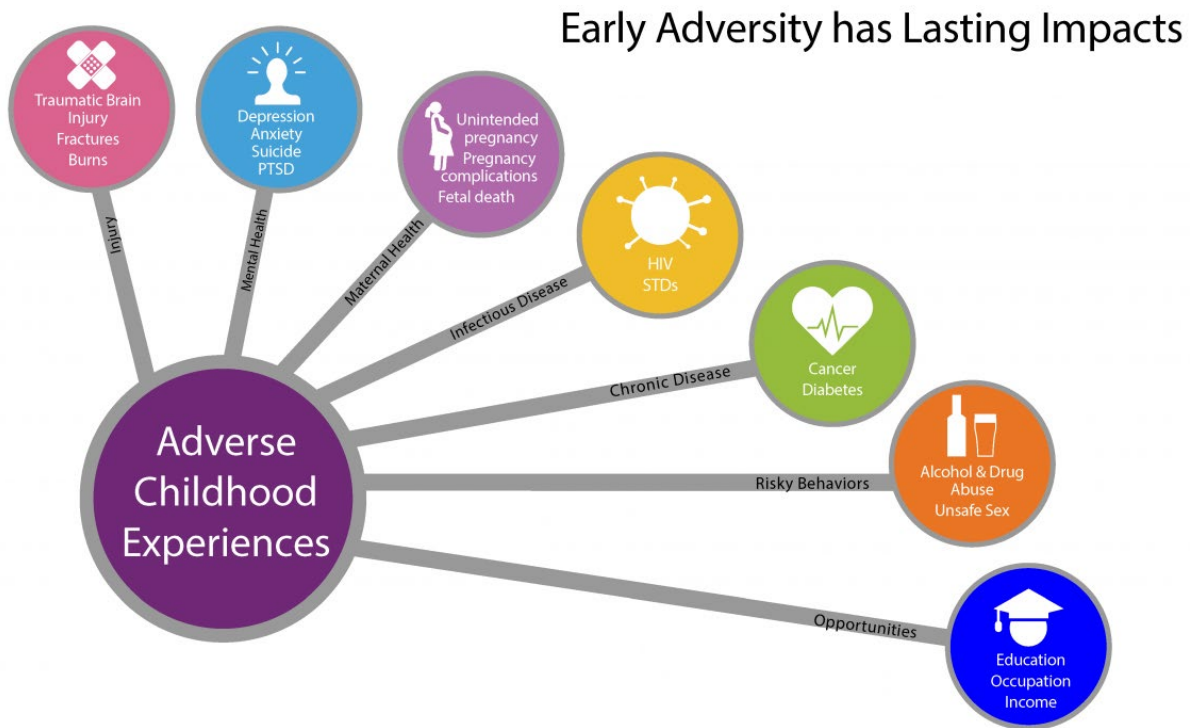 Early Adversity has Lasting Impacts
Traumatic Brain
Injury
Fractures
Burns
Injury
Depression
Anxiety
Suicide
PTSD
Mental Health
Unintended
pregnancy
Pregnancy
complications
Fetal death
Maternal Health
HIV
STDs
Infectious Disease
Cancer
Diabetes
Chronic Disease
Alcohol & Drug
Abuse
Unsafe Sex
Risky Behaviors
Education
Occupation
Income
Opportunities
Adverse
Childhood
Experiences